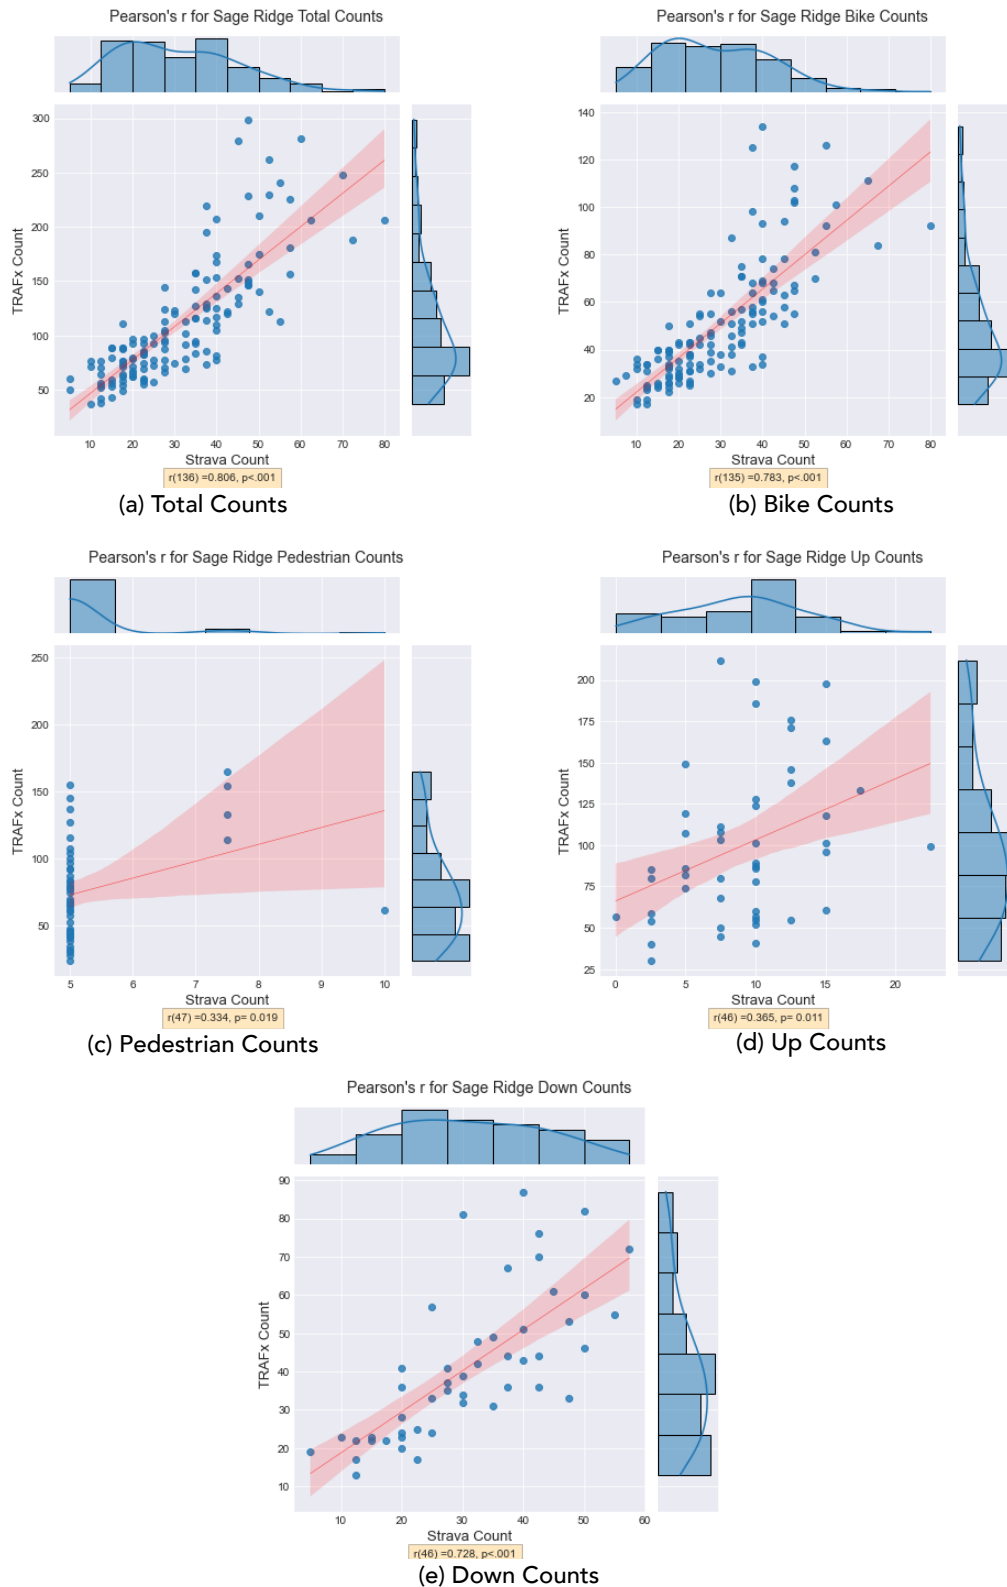 Pearson's r for Sage Ridge Total Counts
300
250
200
150
100
50
TRAFx Count
10 20 30 40 50 60 70 80
Strava Count
r(136) =0.806, p<.001
(a) Total Counts
Pearson's r for Sage Ridge Bike Counts
140
120
100
80
60
40
20
TRAFx Count
10 20 30 40 50 60 70 80
Strava Count
r(135) =0.783, p<.001
(b) Bike Counts
Pearson's r for Sage Ridge Pedestrian Counts
250
200
150
100
50
TRAFx Count
5 6 7 8 9 10
Strava Count
r(47) =0.334, p= 0.019
(c) Pedestrian Counts
Pearson's r for Sage Ridge Up Counts
200
175
150
125
100
75
50
25
TRAFx Count
0 5 10 15 20
Strava Count
r(46) =0.365, p= 0.011
(d) Up Counts
Pearson's r for Sage Ridge Down Counts
90
80
70
60
50
40
30
20
10
TRAFx Count
10 20 30 40 50 60
Strava Count
r(46) =0.728, p<.001
(e) Down Counts